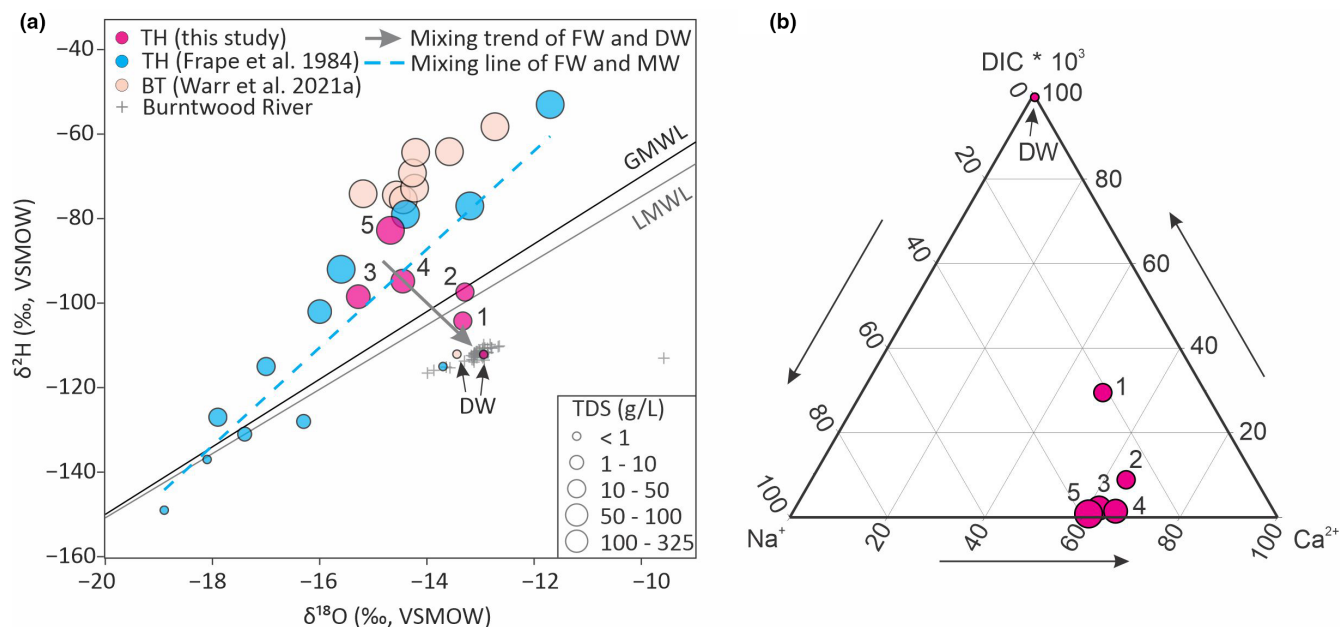 (a)
TH (this study)
TH (Frape et al. 1984)
BT (Warr et al. 2021a)
Burntwood River
Mixing trend of FW and DW
Mixing line of FW and MW
−40
−60
−80
−100
−120
−140
−160
δ²H (‰, VSMOW)
GMWL
LMWL
5
3
4
2
1
DW
TDS (g/L)
< 1
1 - 10
10 - 50
50 - 100
100 - 325
−20
−18
−16
−14
−12
−10
δ¹⁸O (‰, VSMOW)
(b)
DIC * 10³
0
100
DW
20
80
40
60
60
40
1
80
20
2
5
3
4
100
Na⁺
Ca²⁺
20
40
60
80
100